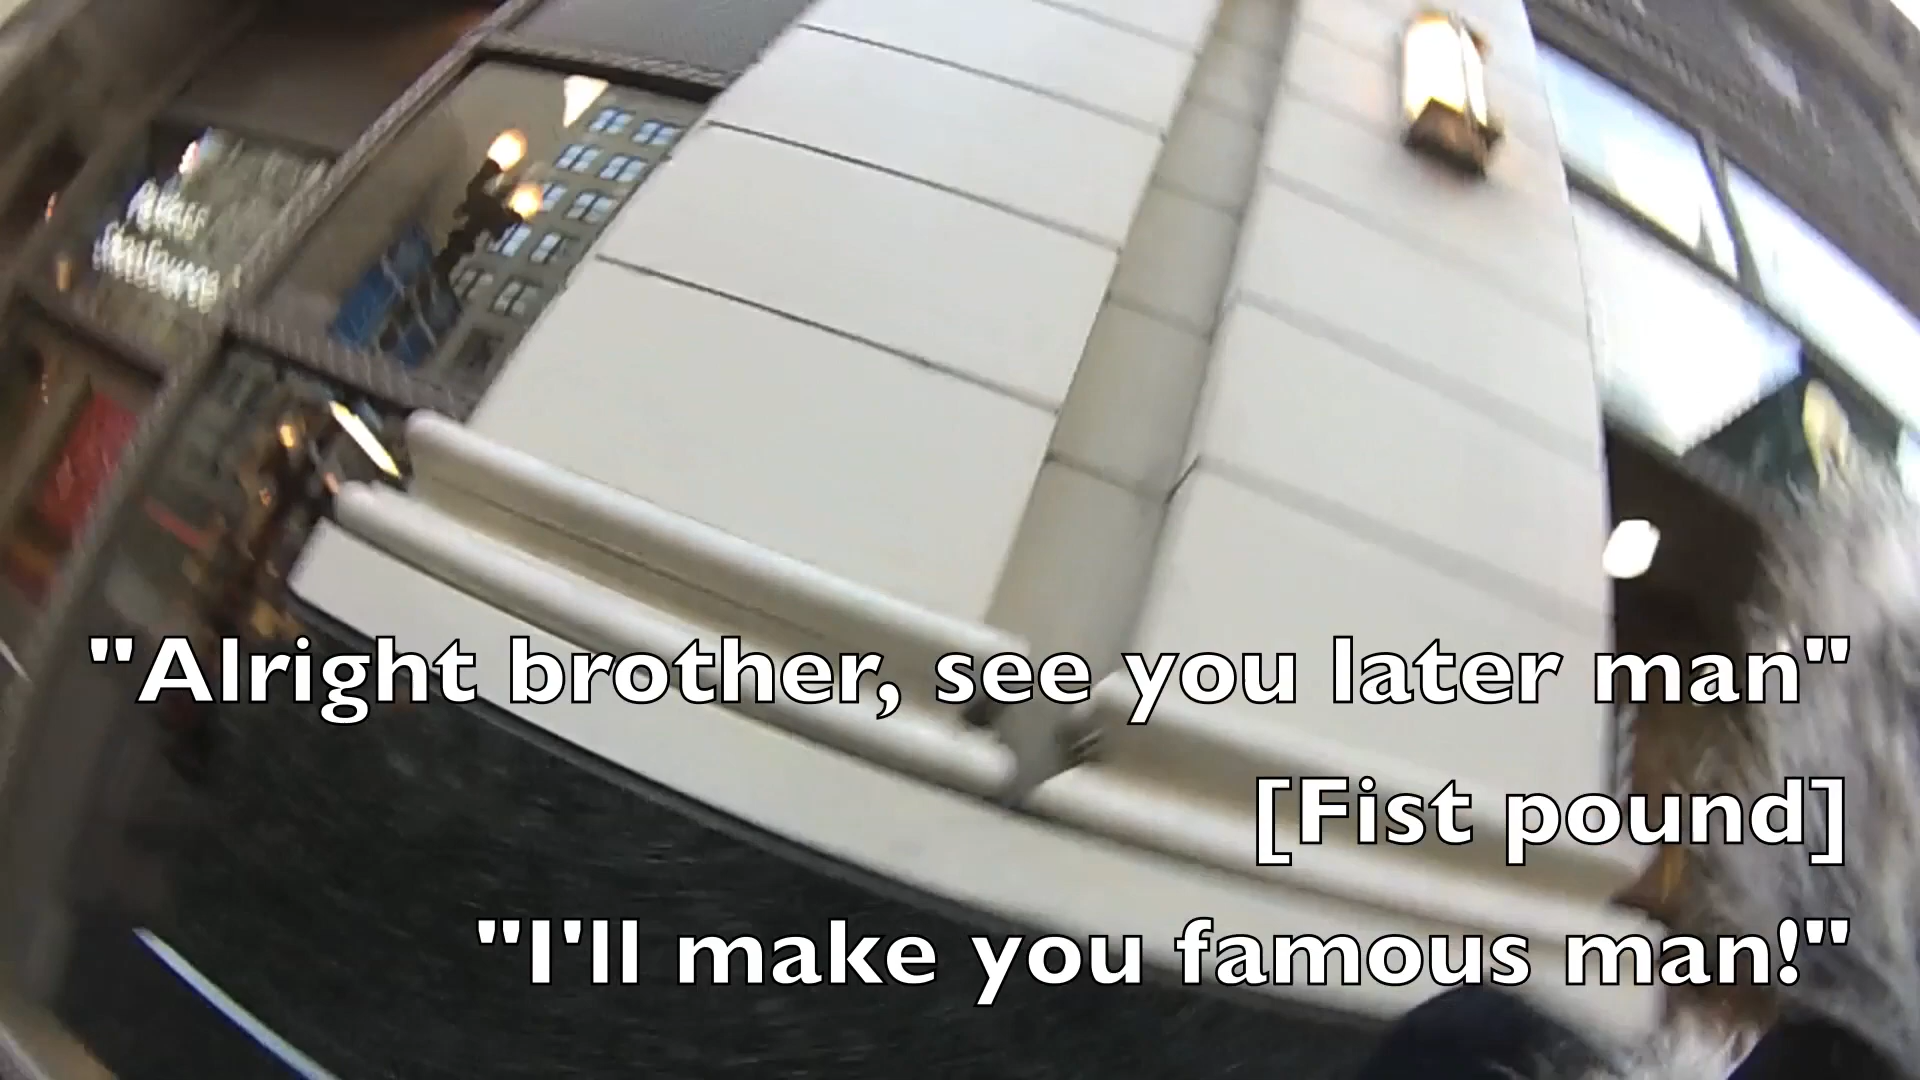 "Alright brother, see you later man"
[Fist pound]
"I'll make you famous man!"